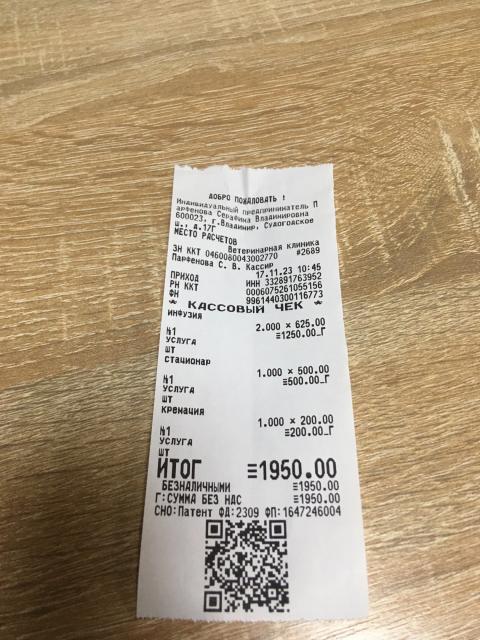 ДОБРО ПОЖАЛОВАТЬ !
Индивидуальный предприниматель П
арфенова Серафина Владимировна
600023, г.Владимир, Судогодское
ш., д.17Г
МЕСТО РАСЧЕТОВ
Ветеринарная клиника
ЗН ККТ 0460080043002770 #2689
Парфенова С. В. Кассир
17.11.23 10:45
ПРИХОД ИНН 332891763952
РН ККТ 0006075261055156
ФН 9961440300116773
* КАССОВЫЙ ЧЕК *
ИНФУЗИЯ
2.000 × 625.00
№1 ≡1250.00_Г
УСЛУГА
ШТ
стационар
1.000 × 500.00
№1 ≡500.00_Г
УСЛУГА
ШТ
кремация
1.000 × 200.00
№1 ≡200.00_Г
УСЛУГА
ШТ
ИТОГ ≡1950.00
БЕЗНАЛИЧНЫМИ ≡1950.00
Г:СУММА БЕЗ НДС ≡1950.00
СНО:Патент ФД:2309 ФП:1647246004